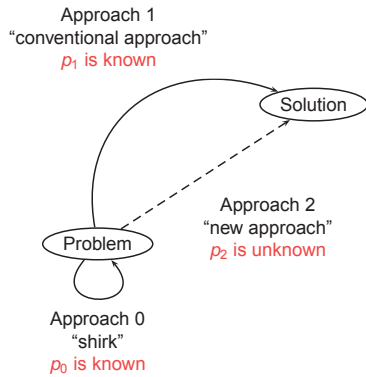 Approach 1
“conventional approach”
p₁ is known
Solution
Approach 2
“new approach”
p₂ is unknown
Problem
Approach 0
“shirk”
p₀ is known